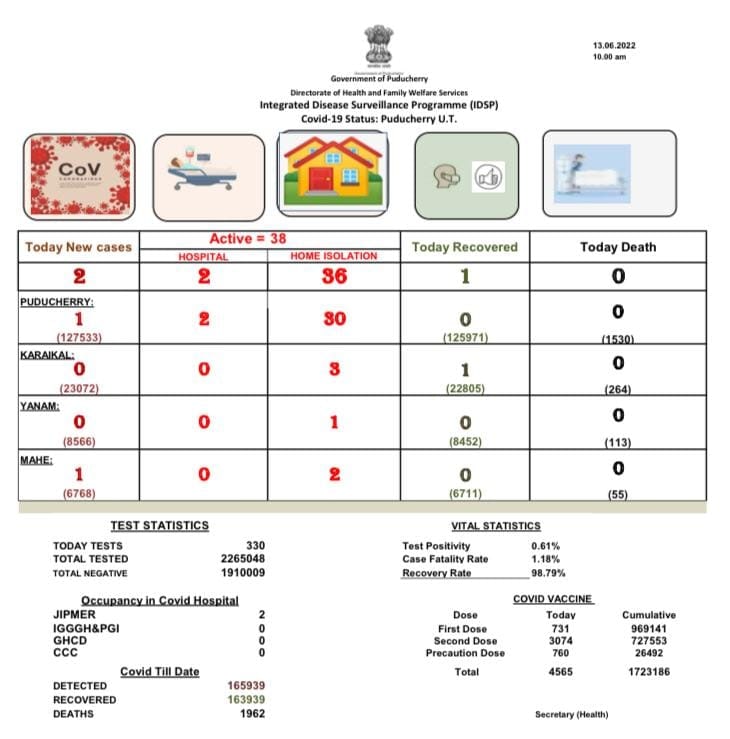 13.06.2022
10.00 am
Government of Puducherry
Directorate of Health and Family Welfare Services
Integrated Disease Surveillance Programme (IDSP)
Covid-19 Status: Puducherry U.T.
CoV
Today New cases
Active = 38
HOSPITAL
HOME ISOLATION
Today Recovered
Today Death
2 2 36 1 0
PUDUCHERRY:
1 2 30 0 0
(127533) (125971) (1530)
KARAIKAL:
0 0 3 1 0
(23072) (22805) (264)
YANAM:
0 0 1 0 0
(8566) (8452) (113)
MAHE:
1 0 2 0 0
(6768) (6711) (55)
TEST STATISTICS
TODAY TESTS 330
TOTAL TESTED 2265048
TOTAL NEGATIVE 1910009
VITAL STATISTICS
Test Positivity 0.61%
Case Fatality Rate 1.18%
Recovery Rate 98.79%
Occupancy in Covid Hospital
JIPMER 2
IGGGH&PGI 0
GHCD 0
CCC 0
COVID VACCINE
Dose Today Cumulative
First Dose 731 969141
Second Dose 3074 727553
Precaution Dose 760 26492
Total 4565 1723186
Covid Till Date
DETECTED 165939
RECOVERED 163939
DEATHS 1962
Secretary (Health)